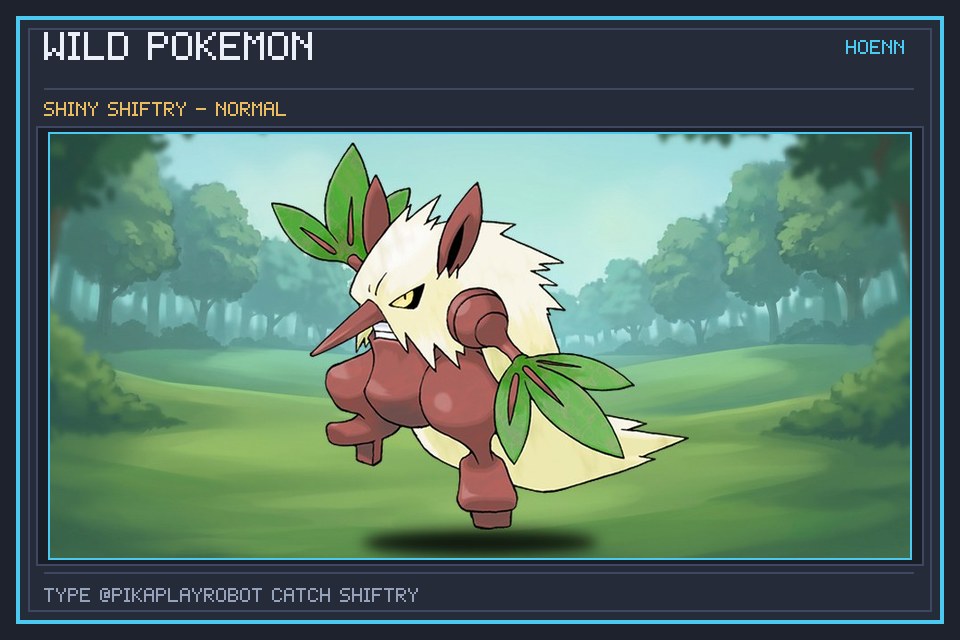 WILD POKEMON
HOENN
SHINY SHIFTRY - NORMAL
TYPE @PIKAPLAYROBOT CATCH SHIFTRY